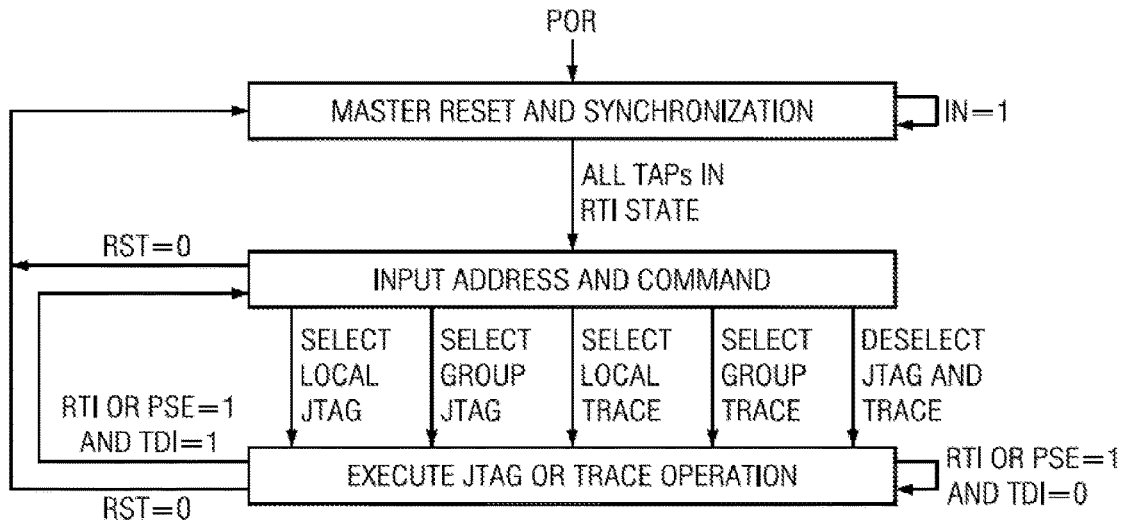 POR
MASTER RESET AND SYNCHRONIZATION
IN=1
ALL TAPs IN
RTI STATE
RST=0
INPUT ADDRESS AND COMMAND
SELECT
LOCAL
JTAG
SELECT
GROUP
JTAG
SELECT
LOCAL
TRACE
SELECT
GROUP
TRACE
DESELECT
JTAG AND
TRACE
RTI OR PSE=1
AND TDI=1
EXECUTE JTAG OR TRACE OPERATION
RTI OR PSE=1
AND TDI=0
RST=0